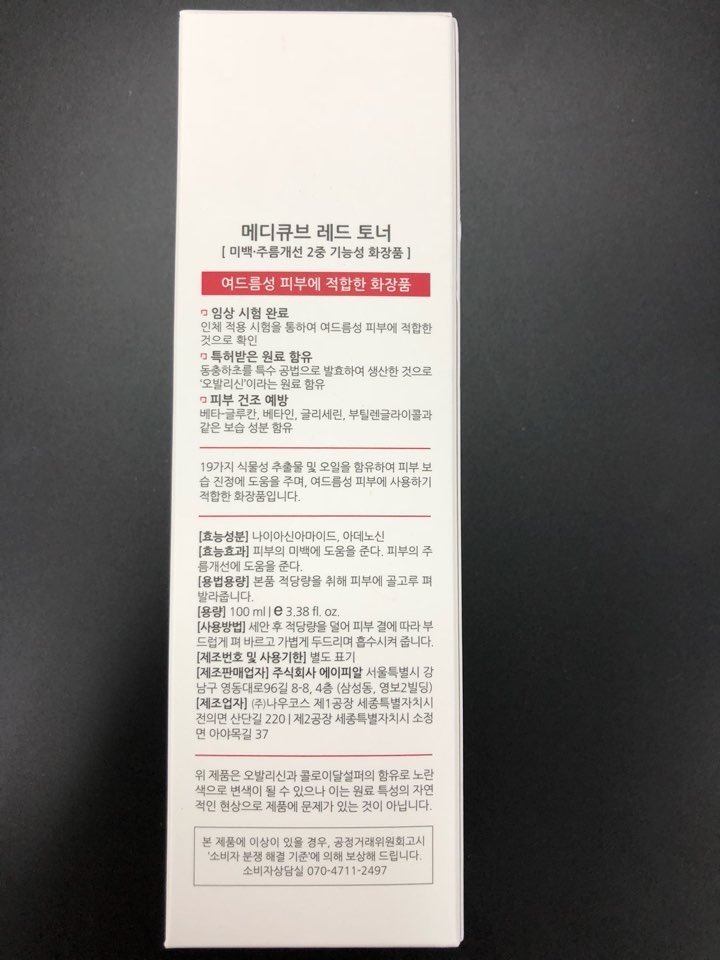 메디큐브 레드 토너
[ 미백·주름개선 2중 기능성 화장품 ]
여드름성 피부에 적합한 화장품
임상 시험 완료
인체 적용 시험을 통하여 여드름성 피부에 적합한
것으로 확인
특허받은 원료 함유
동충하초를 특수 공법으로 발효하여 생산한 것으로
'오발리신'이라는 원료 함유
피부 건조 예방
베타-글루칸, 베타인, 글리세린, 부틸렌글라이콜과
같은 보습 성분 함유
19가지 식물성 추출물 및 오일을 함유하여 피부 보
습 진정에 도움을 주며, 여드름성 피부에 사용하기
적합한 화장품입니다.
[효능성분] 나이아신아마이드, 아데노신
[효능효과] 피부의 미백에 도움을 준다. 피부의 주
름개선에 도움을 준다.
[용법용량] 본품 적당량을 취해 피부에 골고루 펴
발라줍니다.
[용량] 100 ml | e 3.38 fl. oz.
[사용방법] 세안 후 적당량을 덜어 피부 결에 따라 부
드럽게 펴 바르고 가볍게 두드리며 흡수시켜 줍니다.
[제조번호 및 사용기한] 별도 표기
[제조판매업자] 주식회사 에이피알 서울특별시 강
남구 영동대로96길 8-8, 4층 (삼성동, 영보2빌딩)
[제조업자] (주)나우코스 제1공장 세종특별자치시
전의면 산단길 220 | 제2공장 세종특별자치시 소정
면 아야목길 37
위 제품은 오발리신과 콜로이달설퍼의 함유로 노란
색으로 변색이 될 수 있으나 이는 원료 특성의 자연
적인 현상으로 제품에 문제가 있는 것이 아닙니다.
본 제품에 이상이 있을 경우, 공정거래위원회고시
'소비자 분쟁 해결 기준'에 의해 보상해 드립니다.
소비자상담실 070-4711-2497